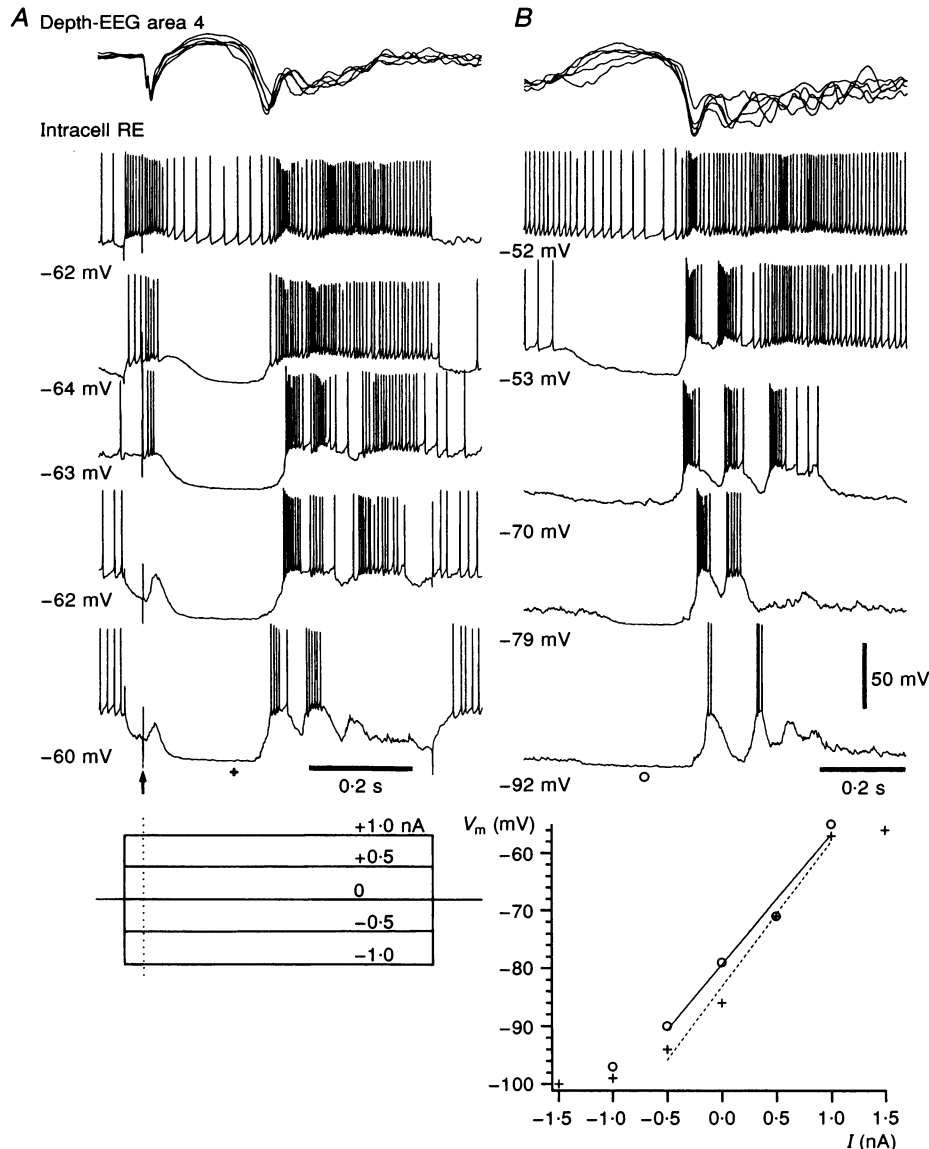 A Depth-EEG area 4
Intracell RE
−62 mV
−64 mV
−63 mV
−62 mV
−60 mV
+
0·2 s
+1·0 nA
+0·5
0
−0·5
−1·0
B
−52 mV
−53 mV
−70 mV
−79 mV
50 mV
−92 mV
0·2 s
Vm (mV)
−60
−70
−80
−90
−100
−1·5 −1·0 −0·5 0·0 0·5 1·0 1·5
I (nA)